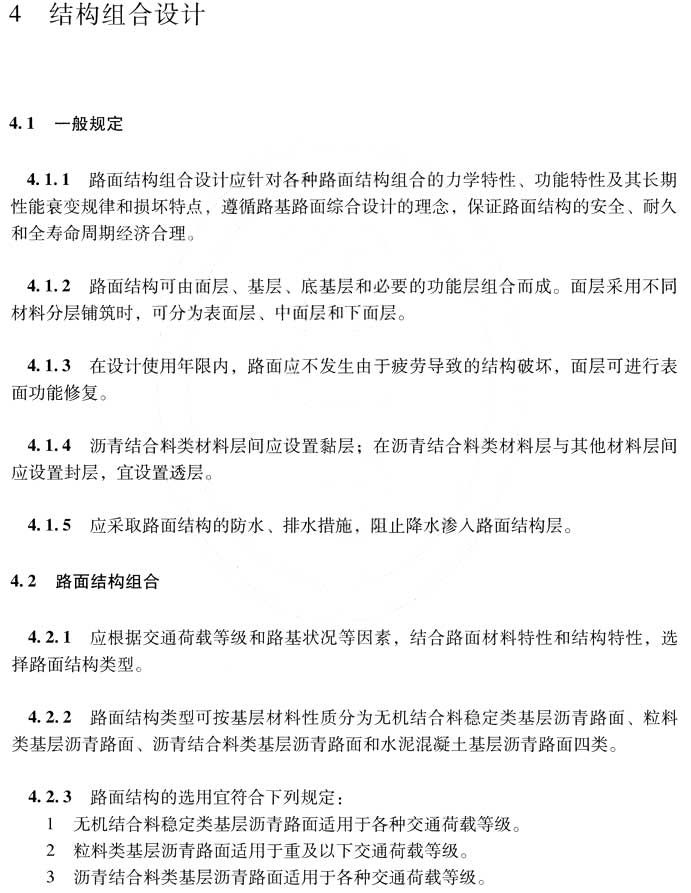 4 结构组合设计
4.1 一般规定
4.1.1 路面结构组合设计应针对各种路面结构组合的力学特性、功能特性及其长期
性能衰变规律和损坏特点，遵循路基路面综合设计的理念，保证路面结构的安全、耐久
和全寿命周期经济合理。
4.1.2 路面结构可由面层、基层、底基层和必要的功能层组合而成。面层采用不同
材料分层铺筑时，可分为表面层、中面层和下面层。
4.1.3 在设计使用年限内，路面应不发生由于疲劳导致的结构破坏，面层可进行表
面功能修复。
4.1.4 沥青结合料类材料层间应设置黏层；在沥青结合料类材料层与其他材料层间
应设置封层，宜设置透层。
4.1.5 应采取路面结构的防水、排水措施，阻止降水渗入路面结构层。
4.2 路面结构组合
4.2.1 应根据交通荷载等级和路基状况等因素，结合路面材料特性和结构特性，选
择路面结构类型。
4.2.2 路面结构类型可按基层材料性质分为无机结合料稳定类基层沥青路面、粒料
类基层沥青路面、沥青结合料类基层沥青路面和水泥混凝土基层沥青路面四类。
4.2.3 路面结构的选用宜符合下列规定：
1 无机结合料稳定类基层沥青路面适用于各种交通荷载等级。
2 粒料类基层沥青路面适用于重及以下交通荷载等级。
3 沥青结合料类基层沥青路面适用于各种交通荷载等级。